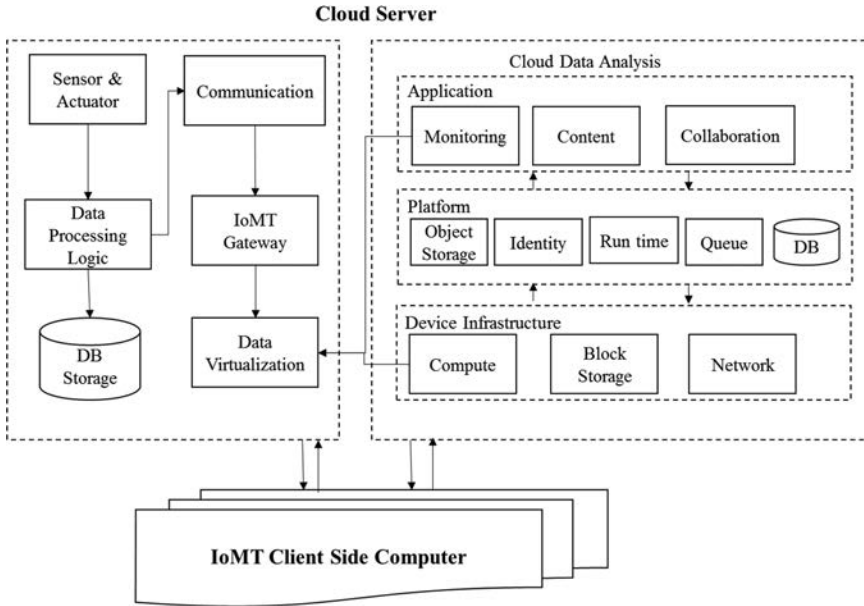 Cloud Server
Sensor &
Actuator
Communication
Data
Processing
Logic
IoMT
Gateway
DB
Storage
Data
Virtualization
Cloud Data Analysis
Application
Monitoring
Content
Collaboration
Platform
Object
Storage
Identity
Run time
Queue
DB
Device Infrastructure
Compute
Block
Storage
Network
IoMT Client Side Computer